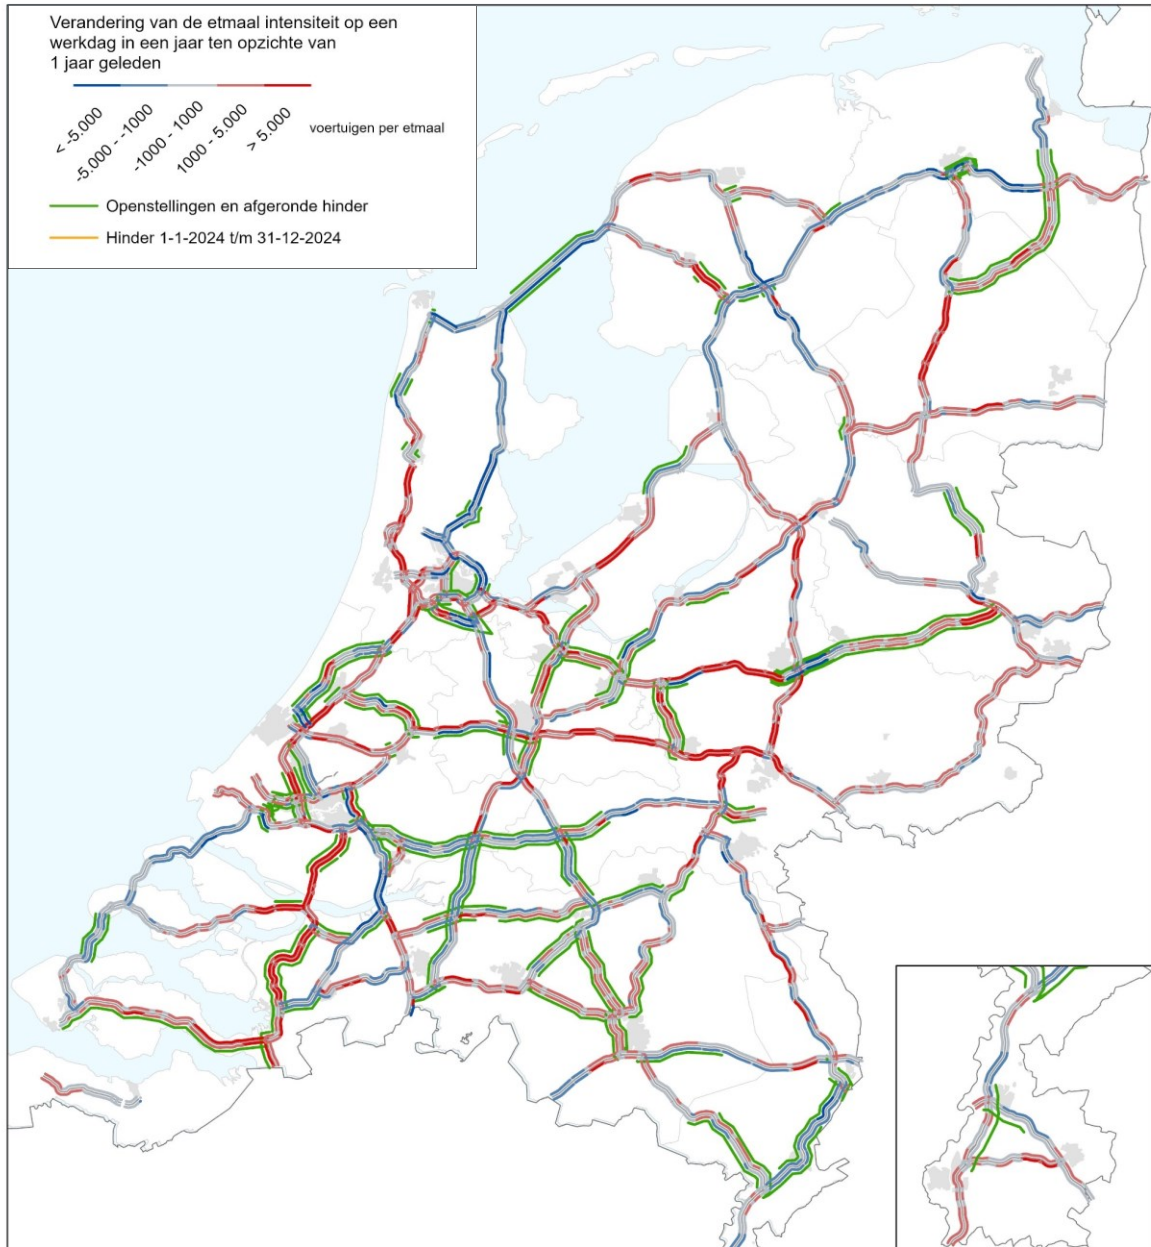 Verandering van de etmaal intensiteit op een
werkdag in een jaar ten opzichte van
1 jaar geleden
< -5.000
-5.000 - -1000
-1000 - 1000
1000 - 5.000
> 5.000
voertuigen per etmaal
Openstellingen en afgeronde hinder
Hinder 1-1-2024 t/m 31-12-2024